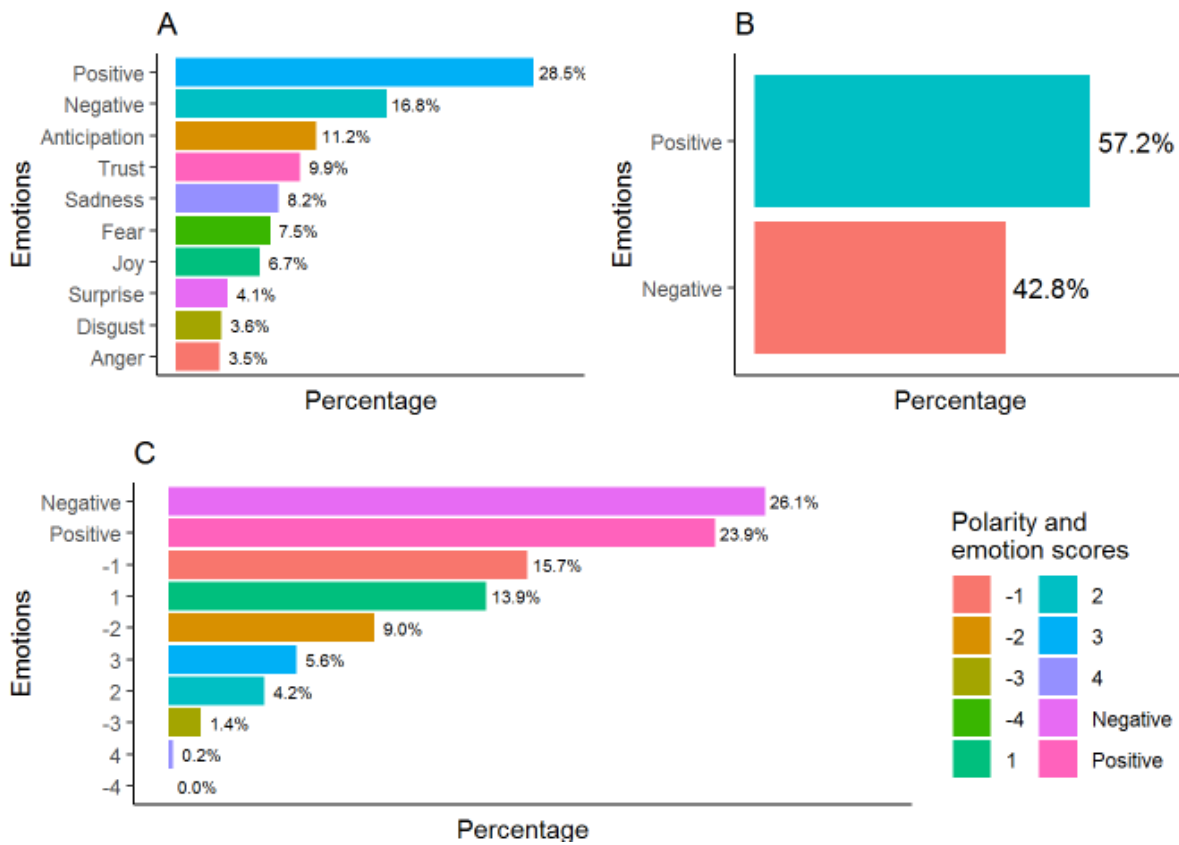 A
Emotions
Positive 28.5%
Negative 16.8%
Anticipation 11.2%
Trust 9.9%
Sadness 8.2%
Fear 7.5%
Joy 6.7%
Surprise 4.1%
Disgust 3.6%
Anger 3.5%
Percentage
B
Emotions
Positive 57.2%
Negative 42.8%
Percentage
C
Emotions
Negative 26.1%
Positive 23.9%
-1 15.7%
1 13.9%
-2 9.0%
3 5.6%
2 4.2%
-3 1.4%
4 0.2%
-4 0.0%
Percentage
Polarity and
emotion scores
-1 2
-2 3
-3 4
-4 Negative
1 Positive